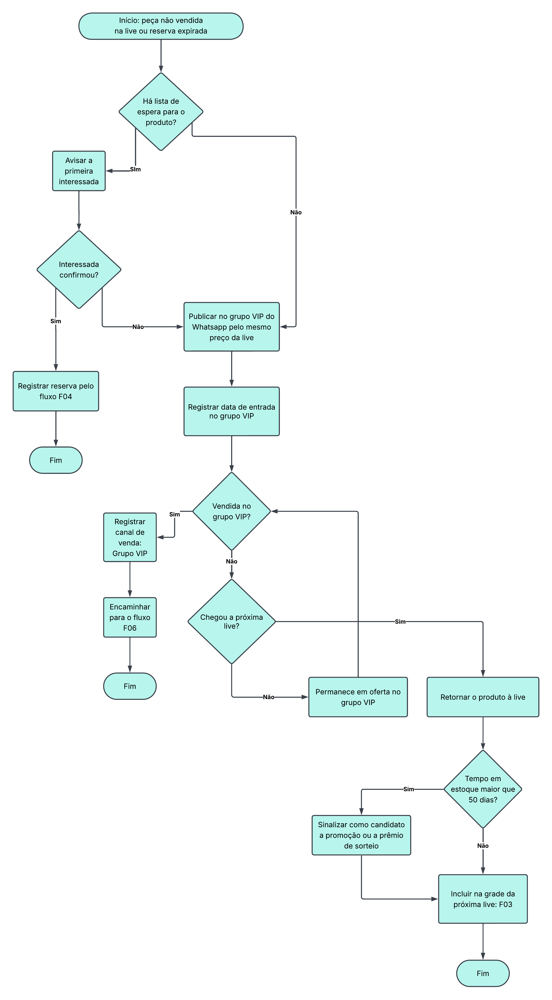 Início: peça não vendida
na live ou reserva expirada
Há lista de
espera para o
produto?
SIm
Avisar a
primeira
interessada
Não
Interessada
confirmou?
Sim
Não
Publicar no grupo VIP do
Whatsapp pelo mesmo
preço da live
Registrar reserva pelo
fluxo F04
Registrar data de entrada
no grupo VIP
Fim
Vendida no
grupo VIP?
Sim
Registrar
canal de
venda:
Grupo VIP
Não
Encaminhar
para o fluxo
F06
Chegou a próxima
live?
Sim
Fim
Não
Permanece em oferta no
grupo VIP
Retornar o produto à live
Tempo em
estoque maior que
50 dias?
Sim
Sinalizar como candidato
a promoção ou a prêmio
de sorteio
Não
Incluir na grade da
próxima live: F03
Fim